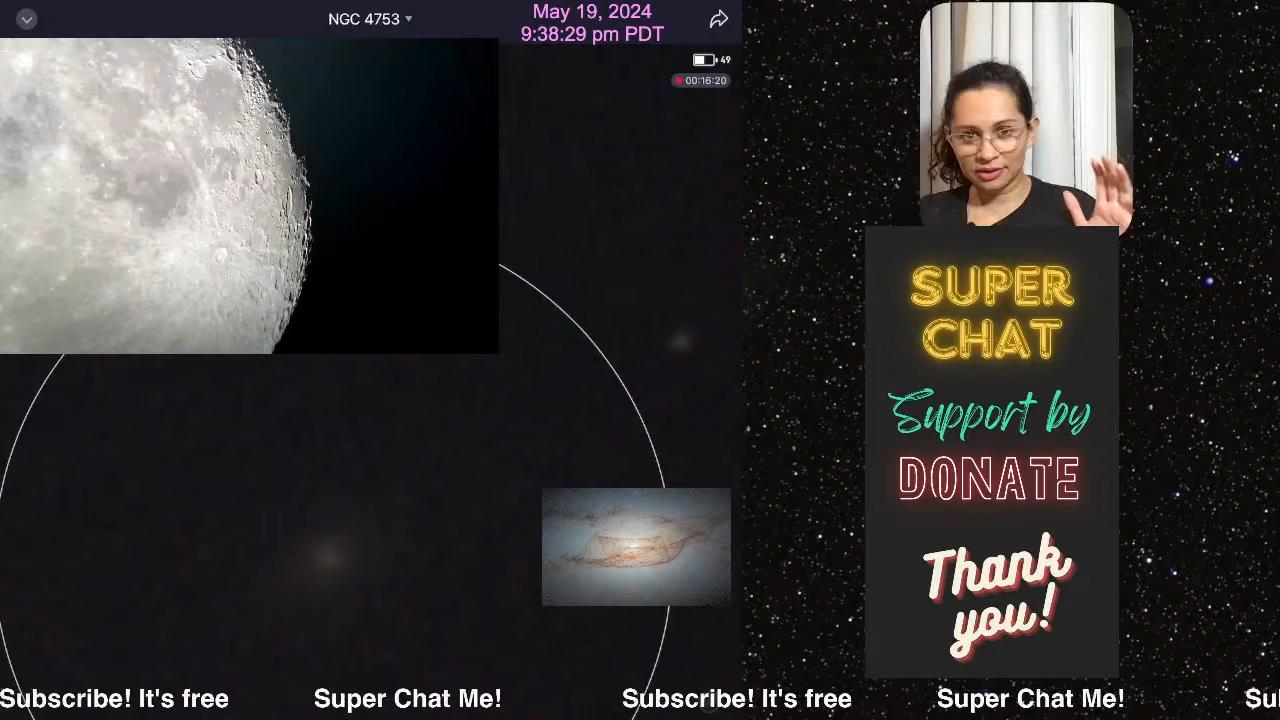 NGC 4753
May 19, 2024
9:38:29 pm PDT
49
00:16:20
SUPER
CHAT
Support by
DONATE
Thank
you!
Subscribe! It's free Super Chat Me! Subscribe! It's free Super Chat Me! Su